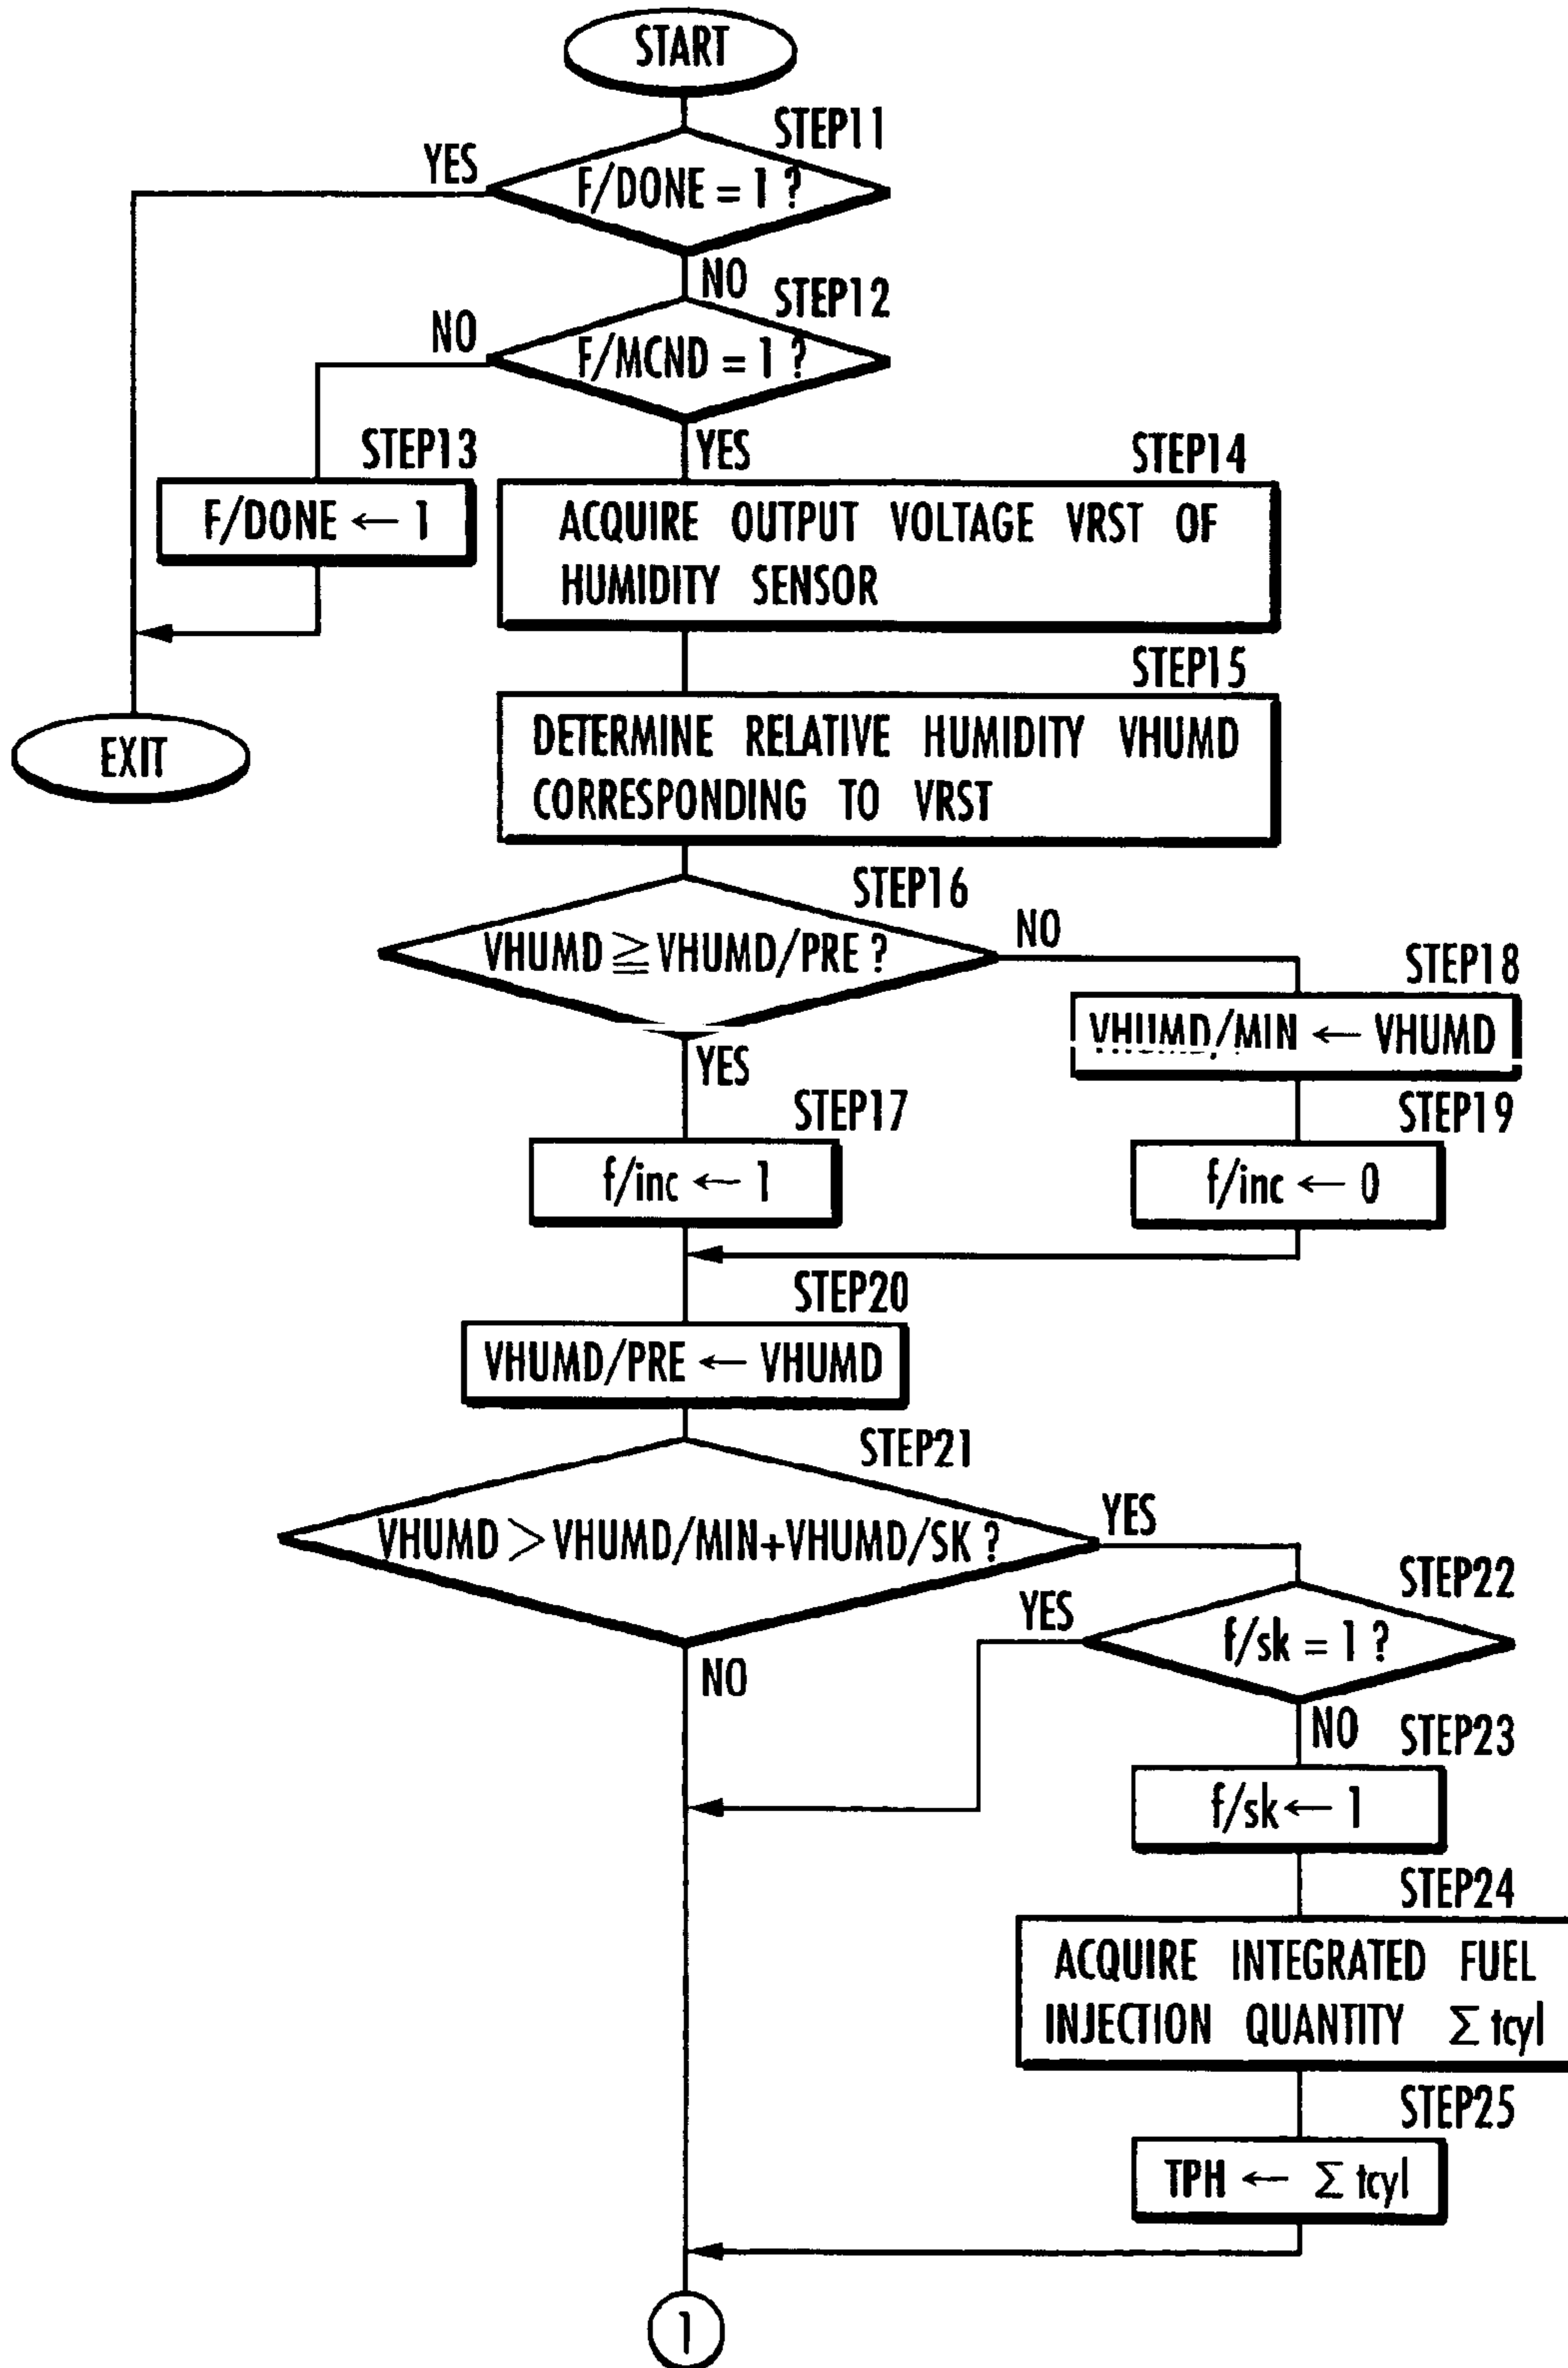 START
STEP11
YES
F/DONE = 1 ?
NO
STEP12
NO
F/MCND = 1 ?
YES
STEP13
F/DONE ← 1
STEP14
ACQUIRE OUTPUT VOLTAGE VRST OF
HUMIDITY SENSOR
STEP15
DETERMINE RELATIVE HUMIDITY VHUMD
CORRESPONDING TO VRST
EXIT
STEP16
VHUMD ≧ VHUMD/PRE ?
NO
YES
STEP18
VHUMD/MIN ← VHUMD
STEP17
f/inc ← 1
STEP19
f/inc ← 0
STEP20
VHUMD/PRE ← VHUMD
STEP21
VHUMD > VHUMD/MIN+VHUMD/SK ?
YES
NO
STEP22
YES
f/sk = 1 ?
NO
STEP23
f/sk ← 1
STEP24
ACQUIRE INTEGRATED FUEL
INJECTION QUANTITY Σ tcyl
STEP25
TPH ← Σ tcyl
1